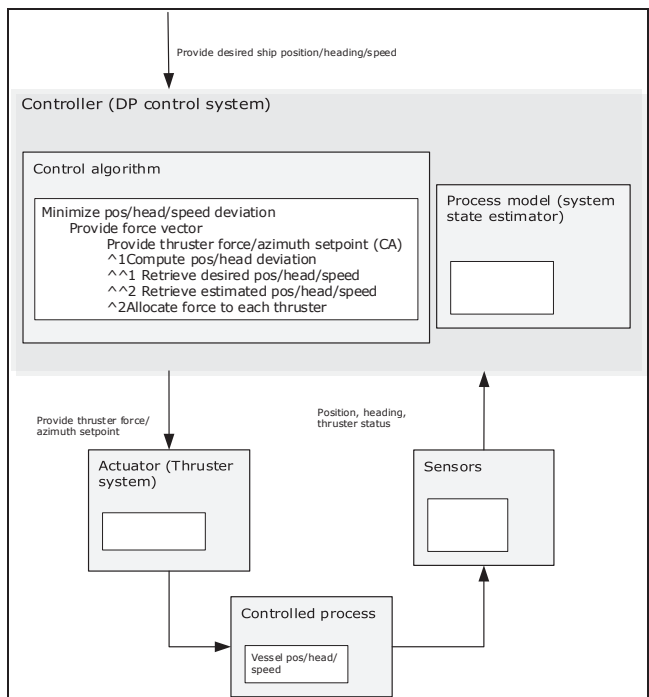 Provide desired ship position/heading/speed
Controller (DP control system)
Control algorithm
Minimize pos/head/speed deviation
Provide force vector
Provide thruster force/azimuth setpoint (CA)
^1Compute pos/head deviation
^^1 Retrieve desired pos/head/speed
^^2 Retrieve estimated pos/head/speed
^2Allocate force to each thruster
Process model (system
state estimator)
Provide thruster force/
azimuth setpoint
Position, heading,
thruster status
Actuator (Thruster
system)
Sensors
Controlled process
Vessel pos/head/
speed